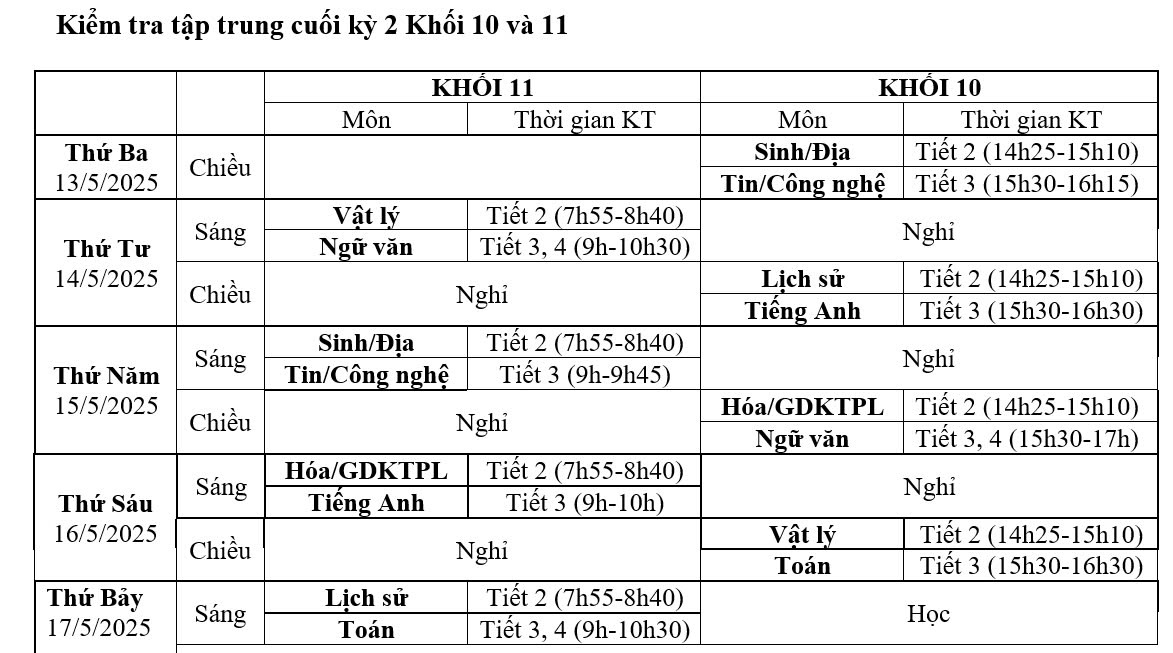 Kiểm tra tập trung cuối kỳ 2 Khối 10 và 11
KHỐI 11 KHỐI 10
Môn Thời gian KT Môn Thời gian KT
Thứ Ba
13/5/2025
Chiều
Sinh/Địa Tiết 2 (14h25-15h10)
Tin/Công nghệ Tiết 3 (15h30-16h15)
Thứ Tư
14/5/2025
Sáng
Vật lý Tiết 2 (7h55-8h40)
Ngữ văn Tiết 3, 4 (9h-10h30)
Nghỉ
Chiều
Nghỉ
Lịch sử Tiết 2 (14h25-15h10)
Tiếng Anh Tiết 3 (15h30-16h30)
Thứ Năm
15/5/2025
Sáng
Sinh/Địa Tiết 2 (7h55-8h40)
Tin/Công nghệ Tiết 3 (9h-9h45)
Nghỉ
Chiều
Nghỉ
Hóa/GDKTPL Tiết 2 (14h25-15h10)
Ngữ văn Tiết 3, 4 (15h30-17h)
Thứ Sáu
16/5/2025
Sáng
Hóa/GDKTPL Tiết 2 (7h55-8h40)
Tiếng Anh Tiết 3 (9h-10h)
Nghỉ
Chiều
Nghỉ
Vật lý Tiết 2 (14h25-15h10)
Toán Tiết 3 (15h30-16h30)
Thứ Bảy
17/5/2025
Sáng
Lịch sử Tiết 2 (7h55-8h40)
Toán Tiết 3, 4 (9h-10h30)
Học